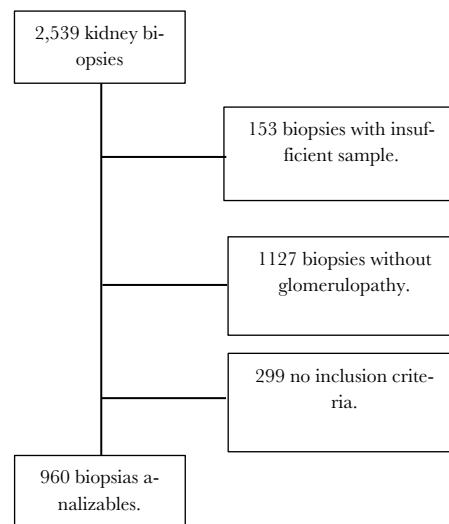 2,539 kidney bi-
opsies
153 biopsies with insuf-
ficient sample.
1127 biopsies without
glomerulopathy.
299 no inclusion crite-
ria.
960 biopsias a-
nalizables.